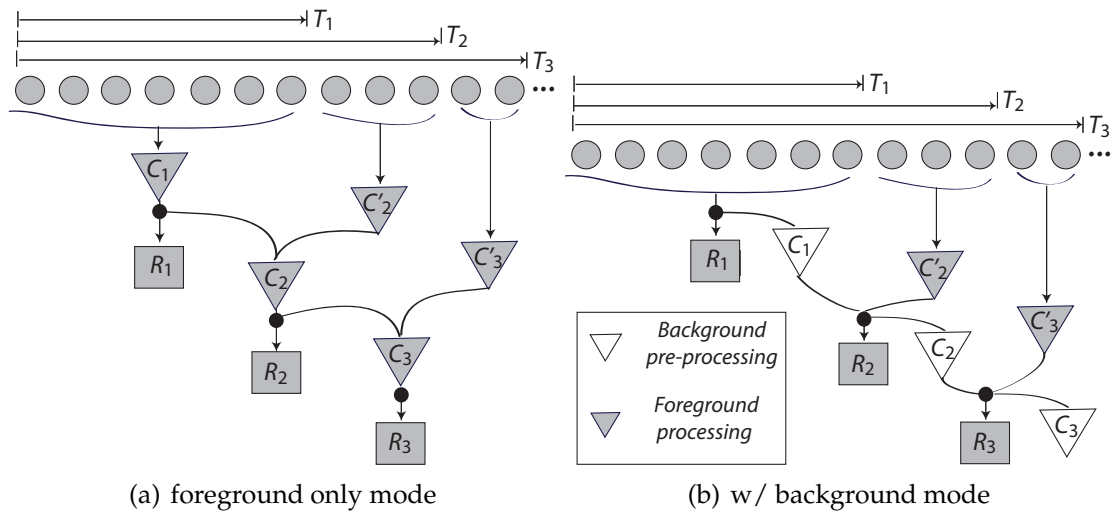 T1
T2
T3
...
C1
C'2
C'3
R1
C2
R2
C3
R3
(a) foreground only mode
T1
T2
T3
...
R1
C1
C'2
C'3
R2
C2
R3
C3
Background
pre-processing
Foreground
processing
(b) w/ background mode